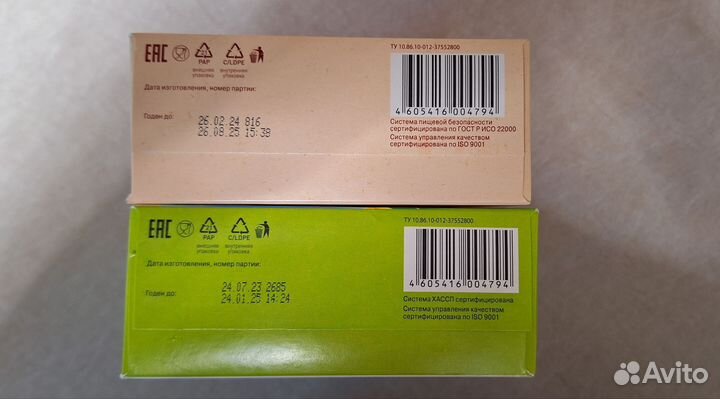 ТУ 10.86.10-012-37552800
EAC
PAP
C/LDPE
внешняя упаковка
внутренняя упаковка
Дата изготовления, номер партии:
Годен до:
26.02.24 816
26.08.25 15:38
4 605416 004794
Система пищевой безопасности
сертифицирована по ГОСТ Р ИСО 22000
Система управления качеством
сертифицирована по ISO 9001
ТУ 10.86.10-012-37552800
EAC
21
PAP
C/LDPE
внешняя упаковка
внутренняя упаковка
Дата изготовления, номер партии:
Годен до:
24.07.23 2685
24.01.25 14:24
4 605416 004794
Система ХАССП сертифицирована
Система управления качеством
сертифицирована по ISO 9001
Avito